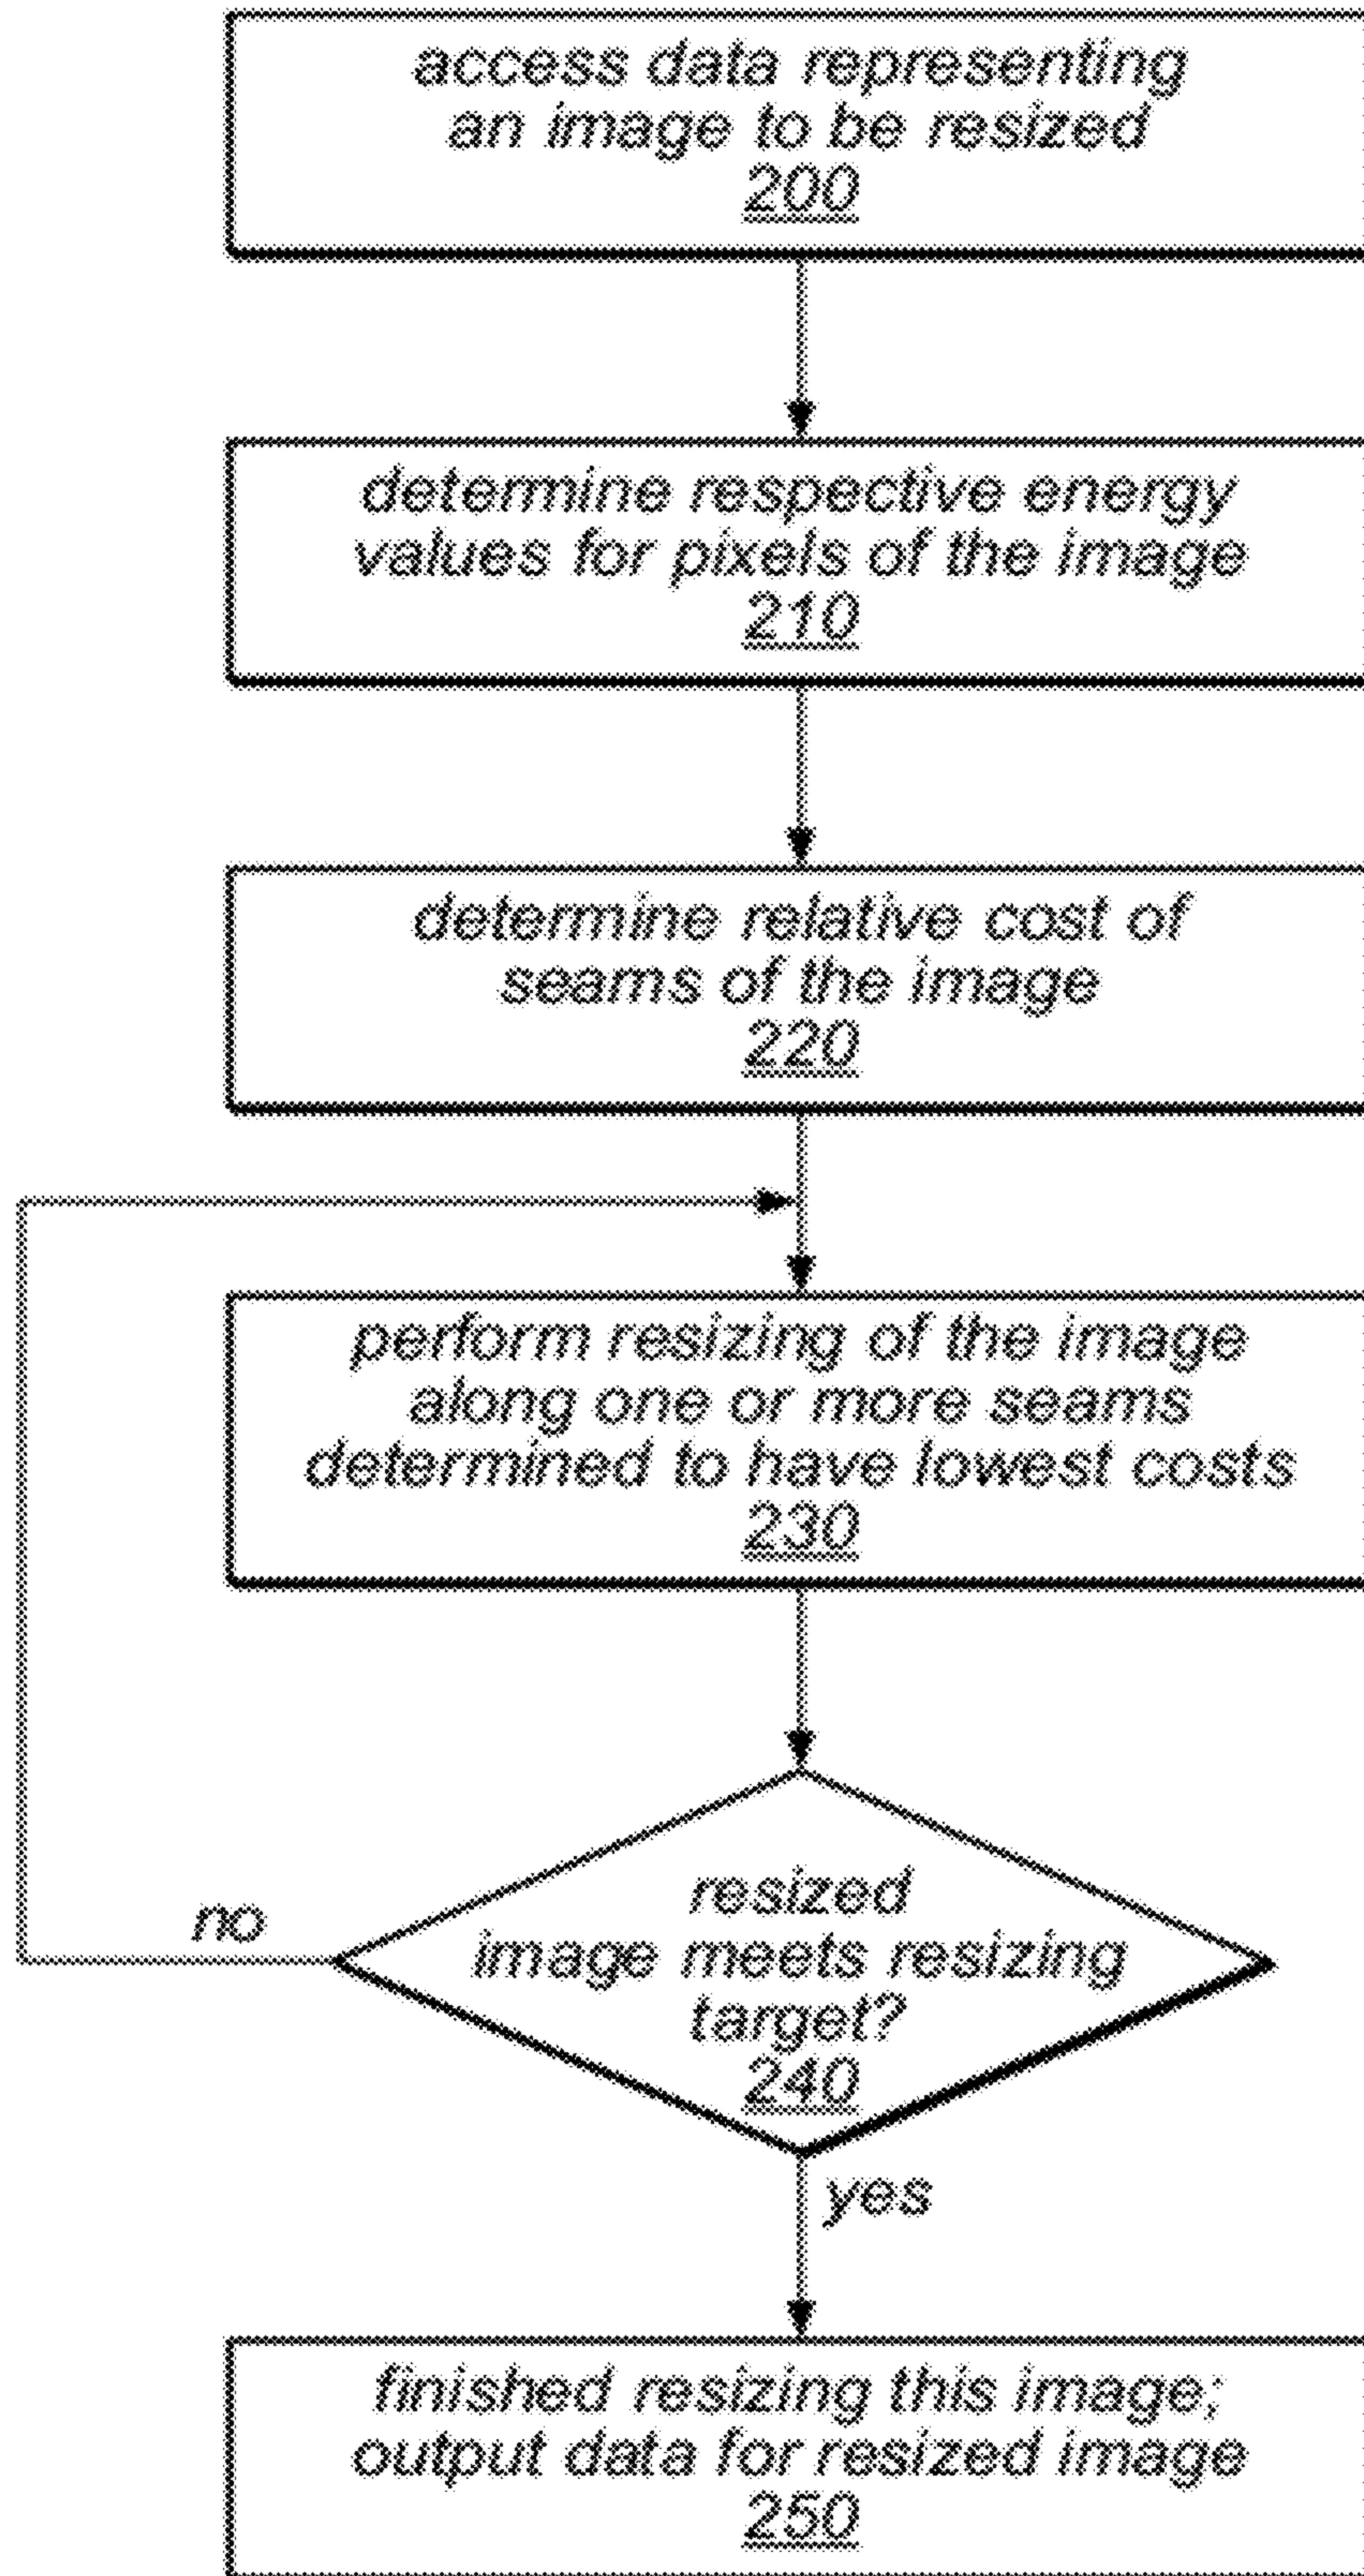 access data representing
an image to be resized
200
determine respective energy
values for pixels of the image
210
determine relative cost of
seams of the image
220
perform resizing of the image
along one or more seams
determined to have lowest costs
230
resized
image meets resizing
target?
240
no
yes
finished resizing this image;
output data for resized image
250